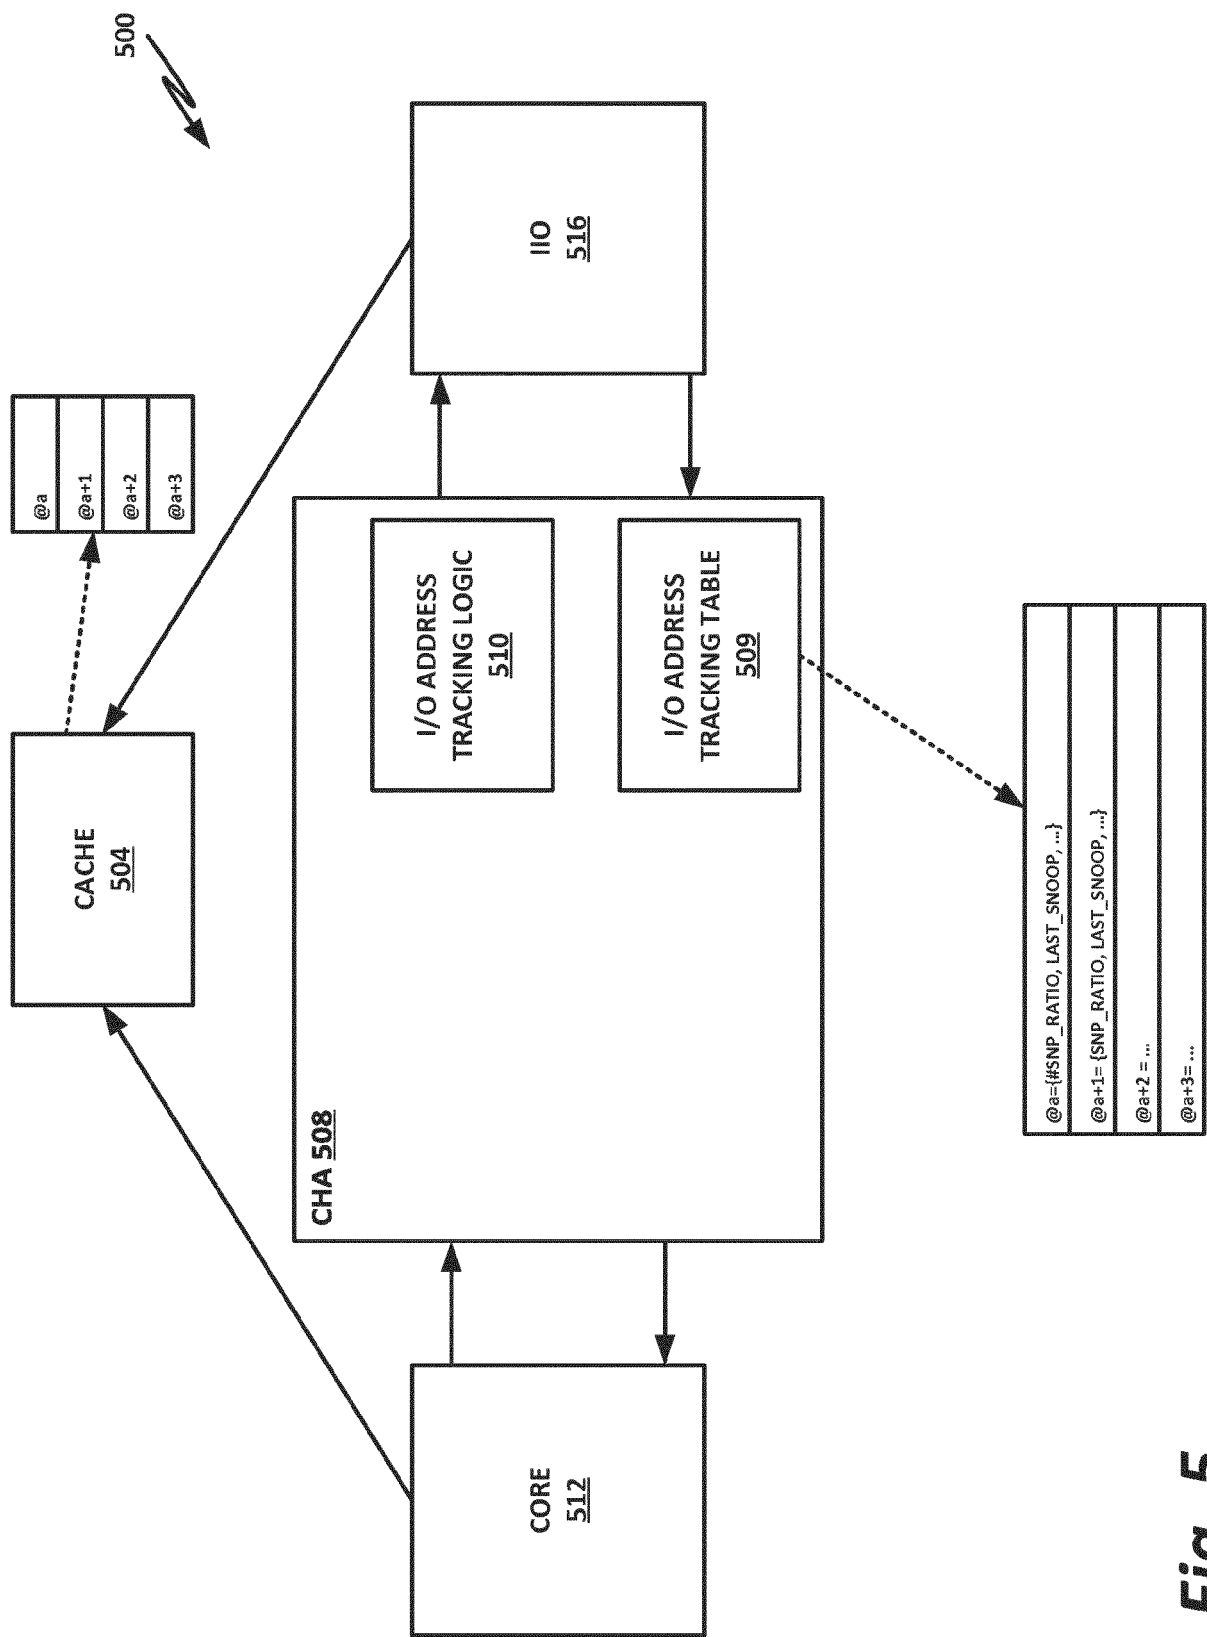 500
@a
@a+1
@a+2
@a+3
CACHE
504
CHA 508
I/O ADDRESS
TRACKING LOGIC
510
I/O ADDRESS
TRACKING TABLE
509
CORE
512
IIO
516
@a={#SNP_RATIO, LAST_SNOOP, ...}
@a+1= {SNP_RATIO, LAST_SNOOP, ...}
@a+2 = ...
@a+3= ...
Fig. 5